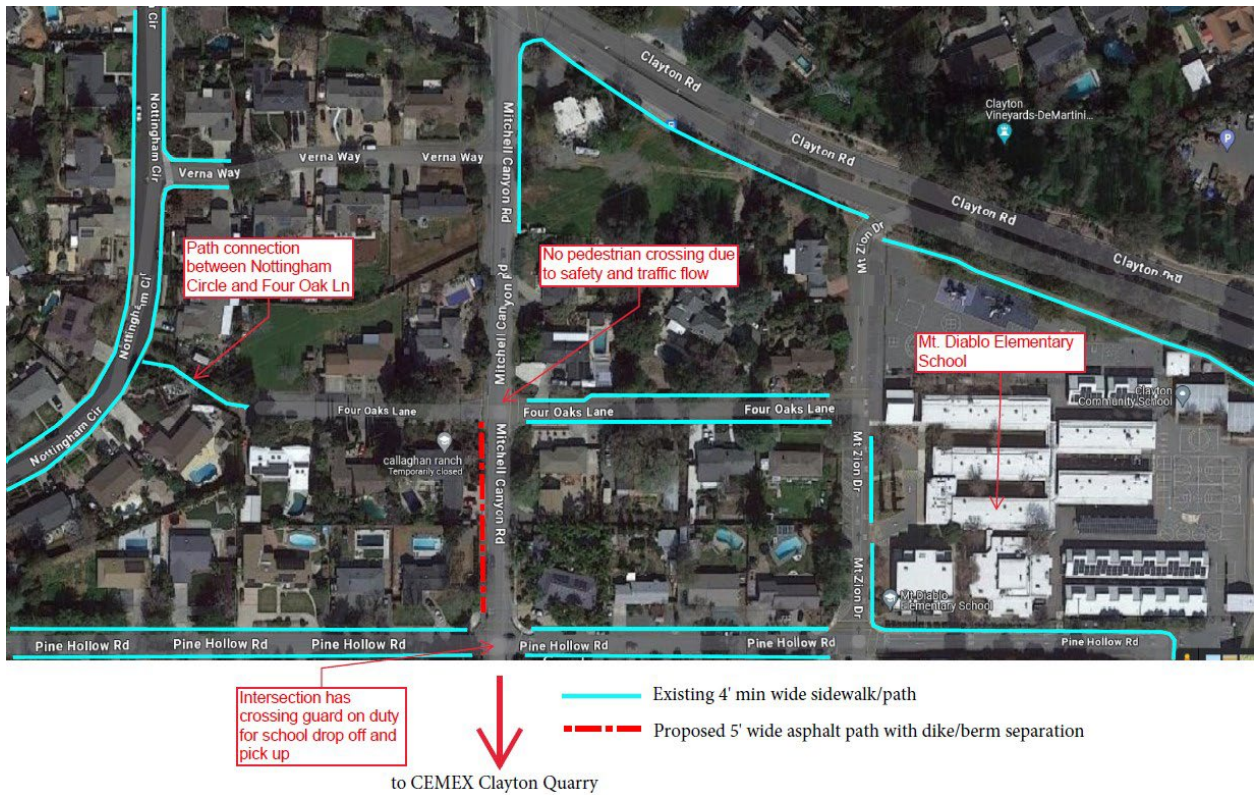 Cir
Clayton Rd
Clayton
Vineyards-DeMartini...
P
Nottingham Cir
Mitchell Canyon Rd
Verna Way
Verna Way
Verna Way
Clayton Rd
Clayton Rd
Mt Zion Dr
Clayton Rd
Path connection
between Nottingham
Circle and Four Oak Ln
No pedestrian crossing due
to safety and traffic flow
Nottingham Cir
Mitchell Canyon Rd
Mt. Diablo Elementary
School
Clayton
Community School
Four Oaks Lane
Four Oaks Lane
Four Oaks Lane
Nottingham Cir
callaghan ranch
Temporarily closed
Mitchell Canyon Rd
Mt Zion Dr
Mt Zion Dr
Mt Diablo
Elementary School
Pine Hollow Rd
Pine Hollow Rd
Pine Hollow Rd
Pine Hollow Rd
Pine Hollow Rd
Pine Hollow Rd
Intersection has
crossing guard on duty
for school drop off and
pick up
Existing 4' min wide sidewalk/path
Proposed 5' wide asphalt path with dike/berm separation
to CEMEX Clayton Quarry